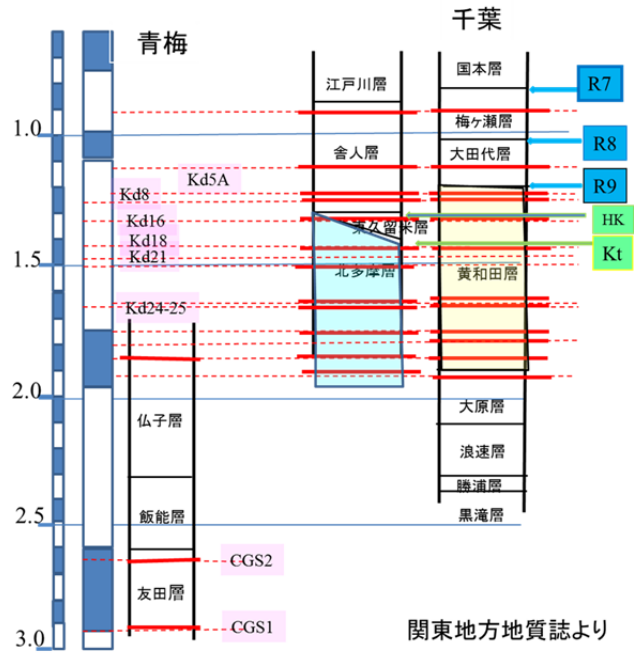 青梅
千葉
国本層
R7
江戸川層
梅ヶ瀬層
1.0
R8
舎人層
大田代層
Kd5A
R9
Kd8
HK
Kd16
東久留米層
Kd18
Kt
Kd21
1.5
北多摩層
黄和田層
Kd24-25
2.0
大原層
仏子層
浪速層
勝浦層
飯能層
黒滝層
2.5
CGS2
友田層
CGS1
関東地方地質誌より
3.0